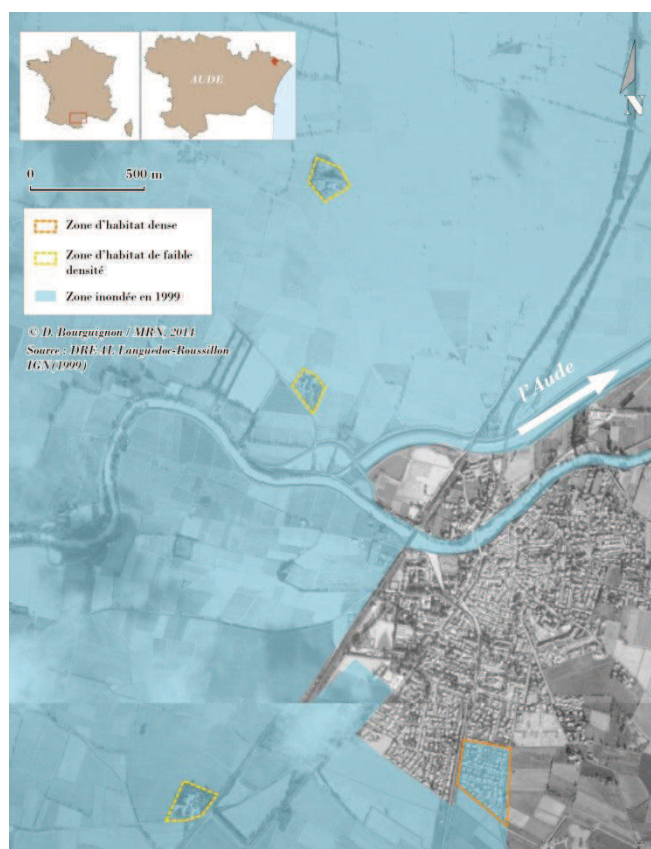 AUDE
N
0 500 m
Zone d'habitat dense
Zone d'habitat de faible
densité
Zone inondée en 1999
© D. Bourguignon / MRN, 2014
Source : DREAL Languedoc-Roussillon
IGN (1999)
l'Aude